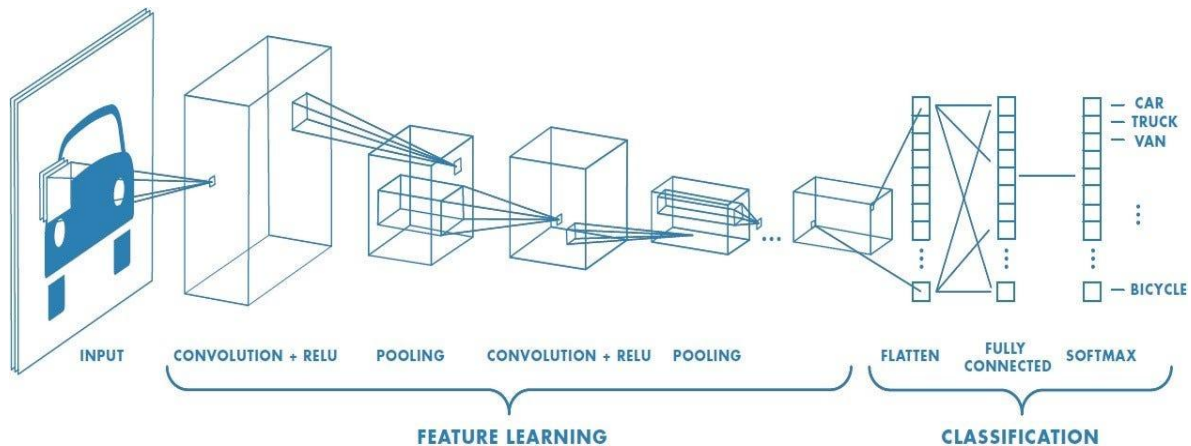 CAR
TRUCK
VAN
BICYCLE
INPUT
CONVOLUTION + RELU
POOLING
CONVOLUTION + RELU
POOLING
FLATTEN
FULLY
CONNECTED
SOFTMAX
FEATURE LEARNING
CLASSIFICATION